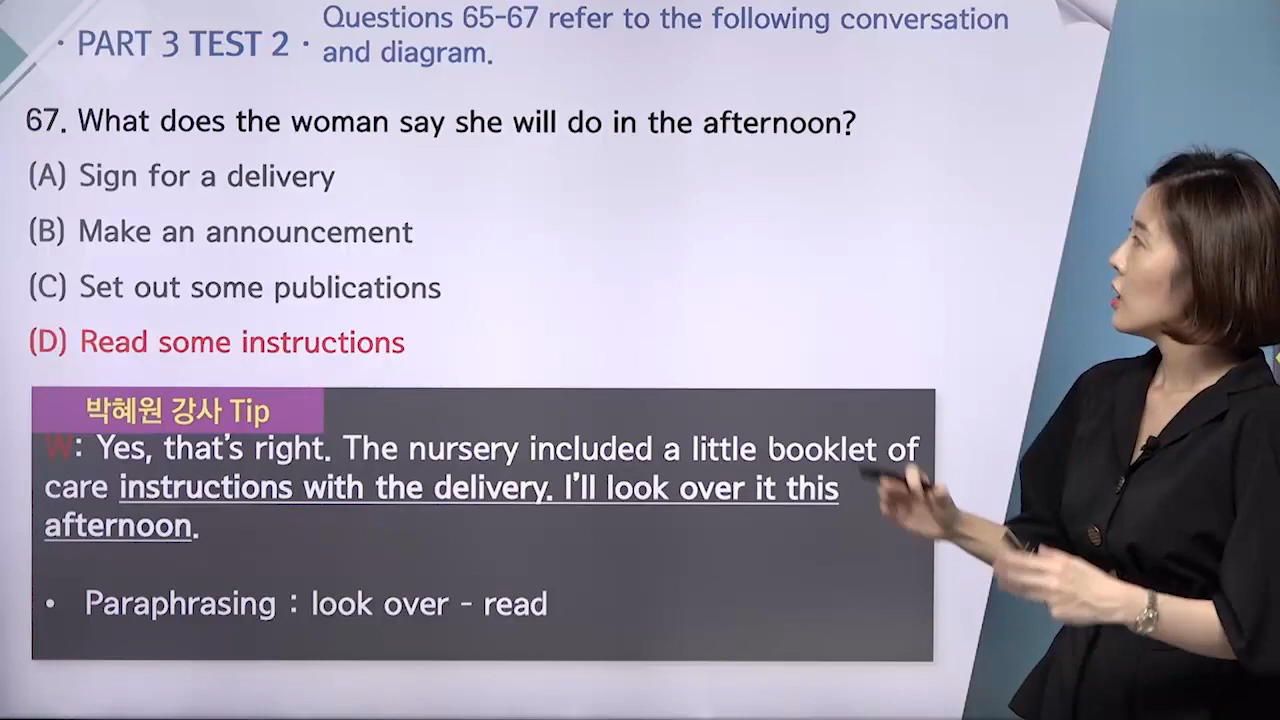 · PART 3 TEST 2 ·
Questions 65-67 refer to the following conversation
and diagram.
67. What does the woman say she will do in the afternoon?
(A) Sign for a delivery
(B) Make an announcement
(C) Set out some publications
(D) Read some instructions
박혜원 강사 Tip
W: Yes, that's right. The nursery included a little booklet of
care instructions with the delivery. I'll look over it this
afternoon.
• Paraphrasing : look over - read